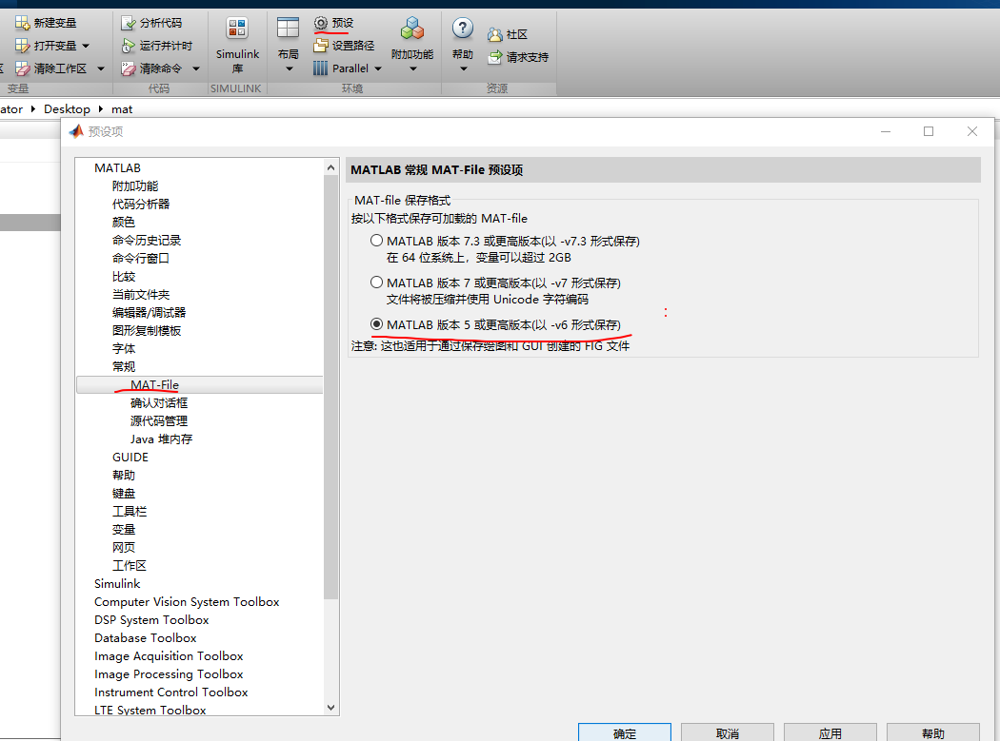 新建变量
分析代码
预设
社区
打开变量
运行并计时
Simulink
库
布局
设置路径
附加功能
帮助
请求支持
区
清除工作区
清除命令
Parallel
变量
代码
SIMULINK
环境
资源
ator Desktop mat
预设项
MATLAB
附加功能
代码分析器
颜色
命令历史记录
命令行窗口
比较
当前文件夹
编辑器/调试器
图形复制模板
字体
常规
MAT-File
确认对话框
源代码管理
Java 堆内存
GUIDE
帮助
键盘
工具栏
变量
网页
工作区
Simulink
Computer Vision System Toolbox
DSP System Toolbox
Database Toolbox
Image Acquisition Toolbox
Image Processing Toolbox
Instrument Control Toolbox
LTE System Toolbox
MATLAB 常规 MAT-File 预设项
MAT-file 保存格式
按以下格式保存可加载的 MAT-file
MATLAB 版本 7.3 或更高版本(以 -v7.3 形式保存)
在 64 位系统上，变量可以超过 2GB
MATLAB 版本 7 或更高版本(以 -v7 形式保存)
文件将被压缩并使用 Unicode 字符编码
MATLAB 版本 5 或更高版本(以 -v6 形式保存)
注意: 这也适用于通过保存绘图和 GUI 创建的 FIG 文件
确定
取消
应用
帮助